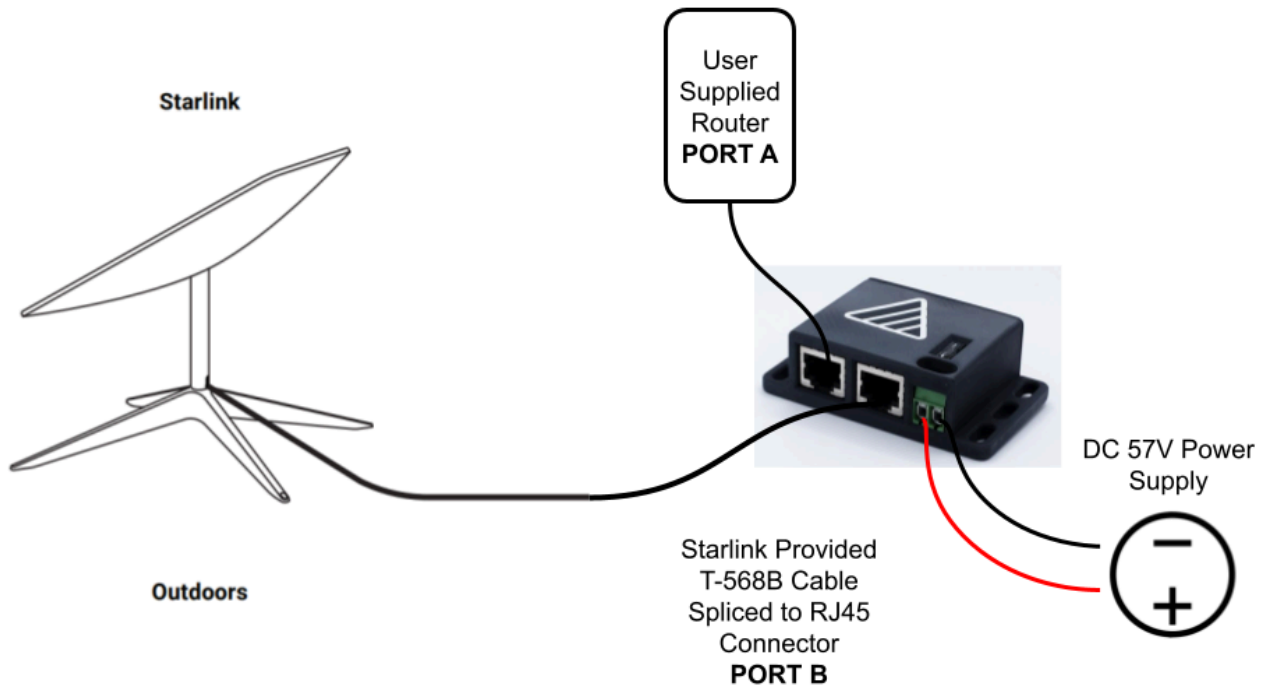 Starlink
User
Supplied
Router
PORT A
DC 57V Power
Supply
Starlink Provided
T-568B Cable
Spliced to RJ45
Connector
PORT B
Outdoors